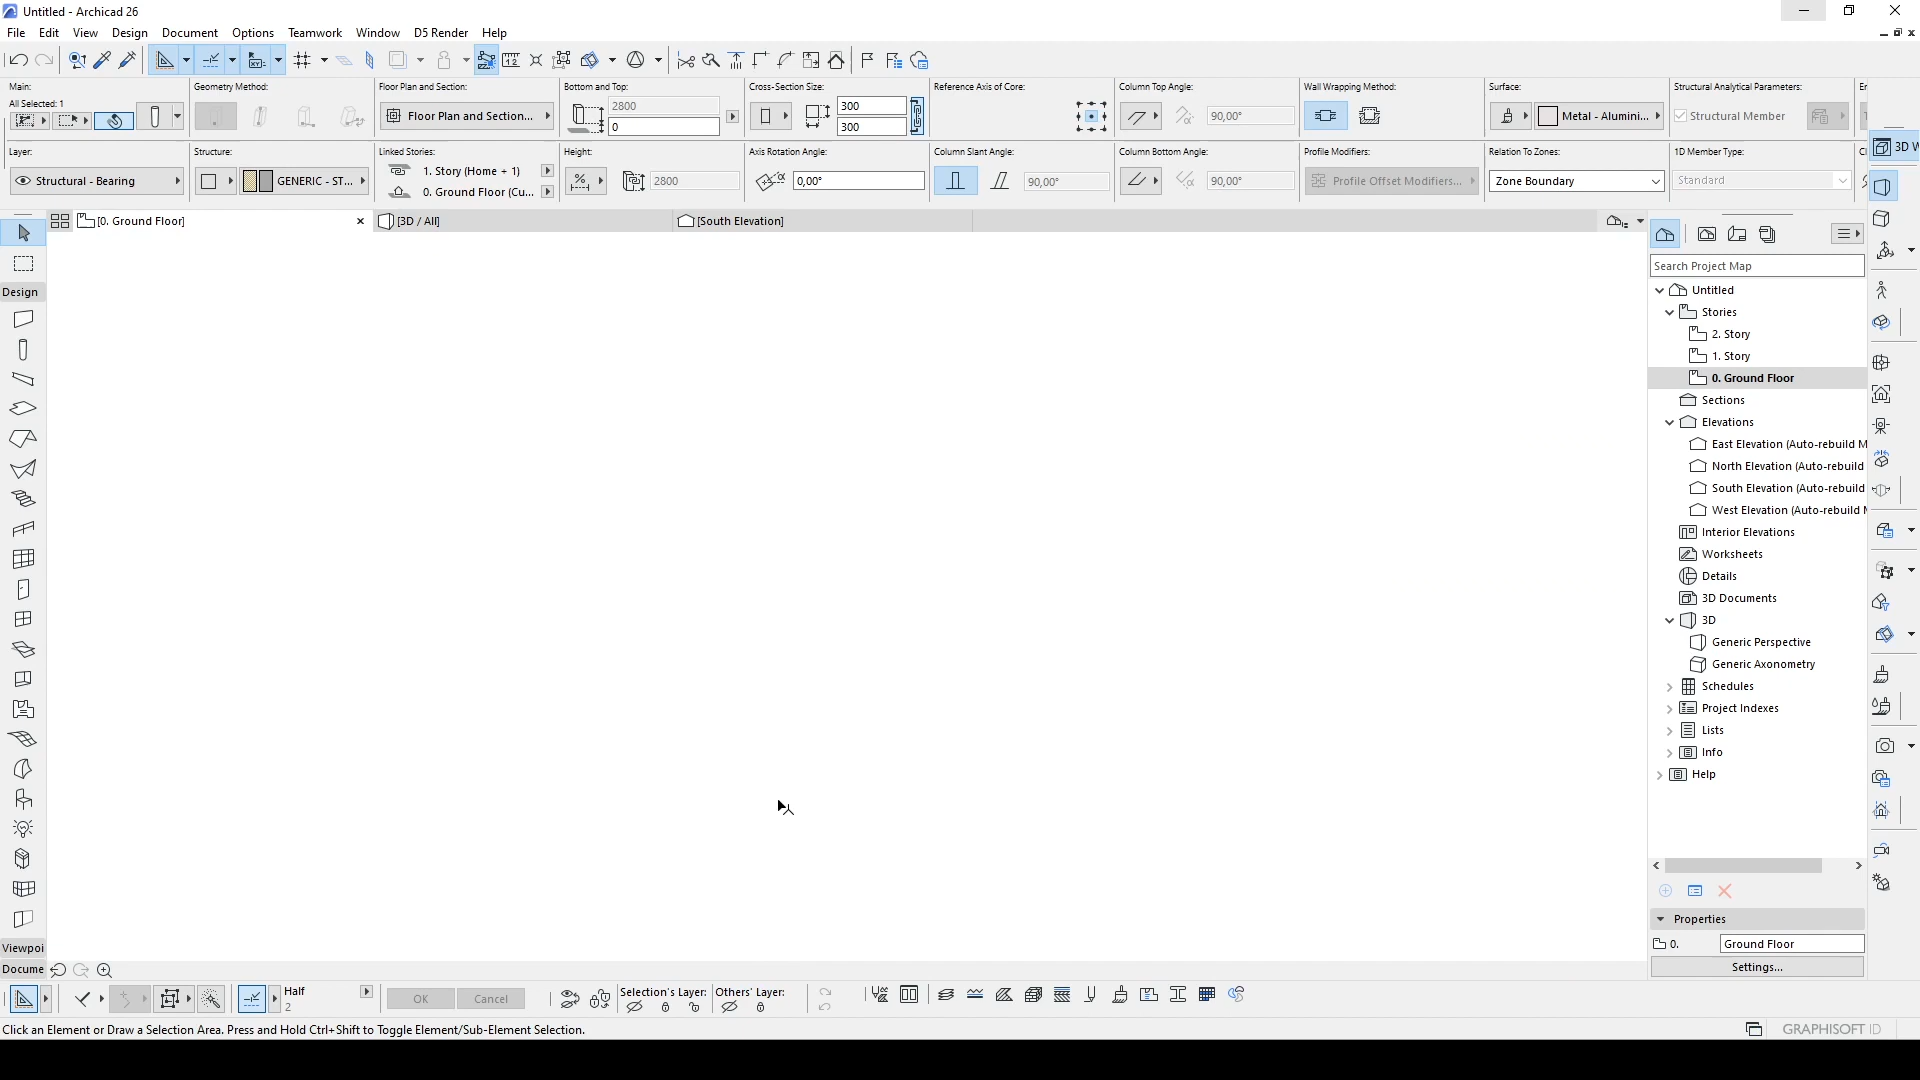 Untitled - Archicad 26
File Edit View Design Document Options Teamwork Window D5 Render Help
Main: Geometry Method: Floor Plan and Section: Bottom and Top: Cross-Section Size: Reference Axis of Core: Column Top Angle: Wall Wrapping Method: Surface: Structural Analytical Parameters:
All Selected: 1
2800 300
Floor Plan and Section... 90,00° Metal - Alumini... Structural Member
0 300
Layer: Structure: Linked Stories: Height: Axis Rotation Angle: Column Slant Angle: Column Bottom Angle: Profile Modifiers: Relation To Zones: 1D Member Type:
1. Story (Home + 1)
Structural - Bearing GENERIC - ST... 2800 0,00° 90,00° 90,00° Profile Offset Modifiers... Zone Boundary Standard
0. Ground Floor (Cu...
3D W
[0. Ground Floor] [3D / All] [South Elevation]
Search Project Map
Design
Untitled
Stories
2. Story
1. Story
0. Ground Floor
Sections
Elevations
East Elevation (Auto-rebuild M
North Elevation (Auto-rebuild
South Elevation (Auto-rebuild
West Elevation (Auto-rebuild
Interior Elevations
Worksheets
Details
3D Documents
3D
Generic Perspective
Generic Axonometry
Schedules
Project Indexes
Lists
Info
Help
Properties
0. Ground Floor
Settings...
Viewpoi
Docume
Half
2
OK Cancel
Selection's Layer: Others' Layer:
Click an Element or Draw a Selection Area. Press and Hold Ctrl+Shift to Toggle Element/Sub-Element Selection.
GRAPHISOFT ID